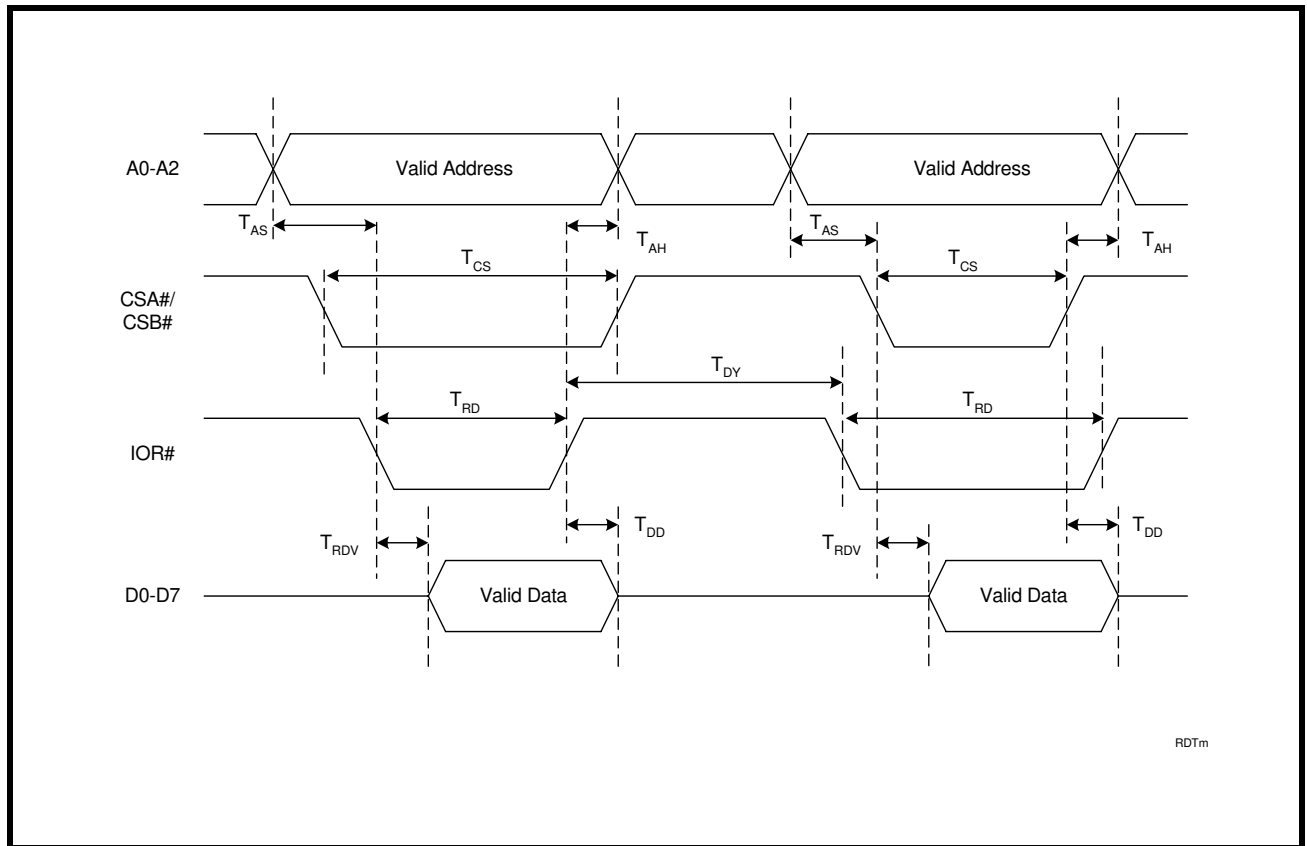 A0-A2
Valid Address
Valid Address
T_AS
T_AH
T_AS
T_AH
T_CS
T_CS
CSA#/
CSB#
T_DY
T_RD
T_RD
IOR#
T_RDV
T_DD
T_RDV
T_DD
D0-D7
Valid Data
Valid Data
RDTm